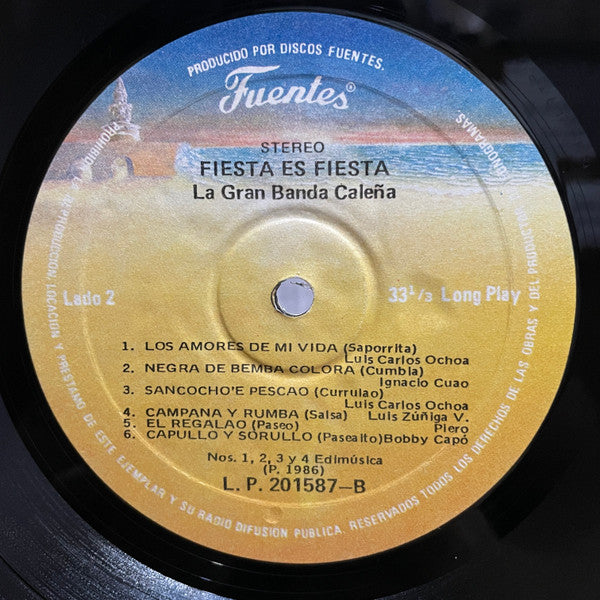 PRODUCIDO POR DISCOS FUENTES.
Fuentes®
STEREO
FIESTA ES FIESTA
La Gran Banda Caleña
Lado 2
33 1/3 Long Play
1. LOS AMORES DE MI VIDA (Saporrita)
Luis Carlos Ochoa
2. NEGRA DE BEMBA COLORA (Cumbia)
Ignacio Cuao
3. SANCOCHO'E PESCAO (Currulao)
Luis Carlos Ochoa
4. CAMPANA Y RUMBA (Salsa) Luis Zúñiga V.
5. EL REGALAO (Paseo) Piero
6. CAPULLO Y SORULLO (Paseaito) Bobby Capó
Nos. 1, 2, 3 y 4 Edimúsica
(P. 1986)
L. P. 201587-B
PROHIBIDA REPRODUCCION LOCACION Y PRESTAMO DE ESTE EJEMPLAR Y SU RADIO DIFUSION PUBLICA. RESERVADOS TODOS LOS DERECHOS DE LAS OBRAS Y DEL PRODUCTOR